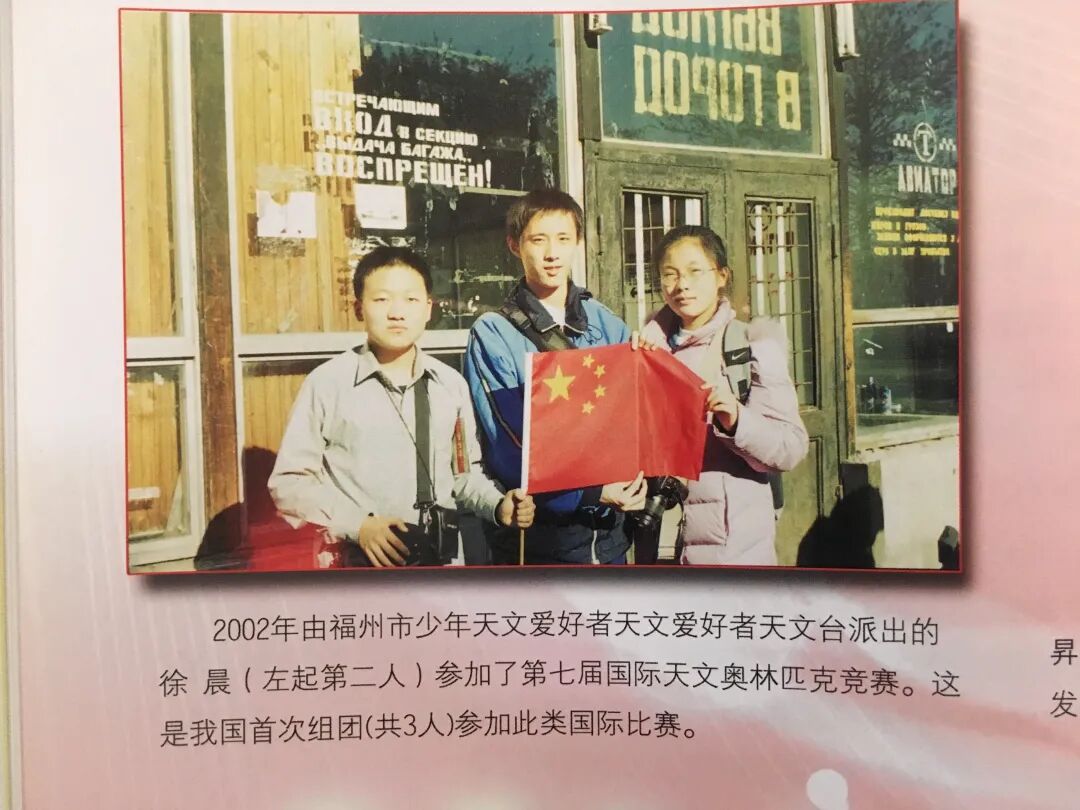 ВСТРЕЧАЮЩИМ
ВХОД В СЕКЦИЮ
ВЫДАЧА БАГАЖА..
ВОСПРЕЩЕН!
ВЫХОД
В ГОРОД
2002年由福州市少年天文爱好者天文爱好者天文台派出的
徐 晨（左起第二人）参加了第七届国际天文奥林匹克竞赛。这
是我国首次组团(共3人)参加此类国际比赛。
昇
发